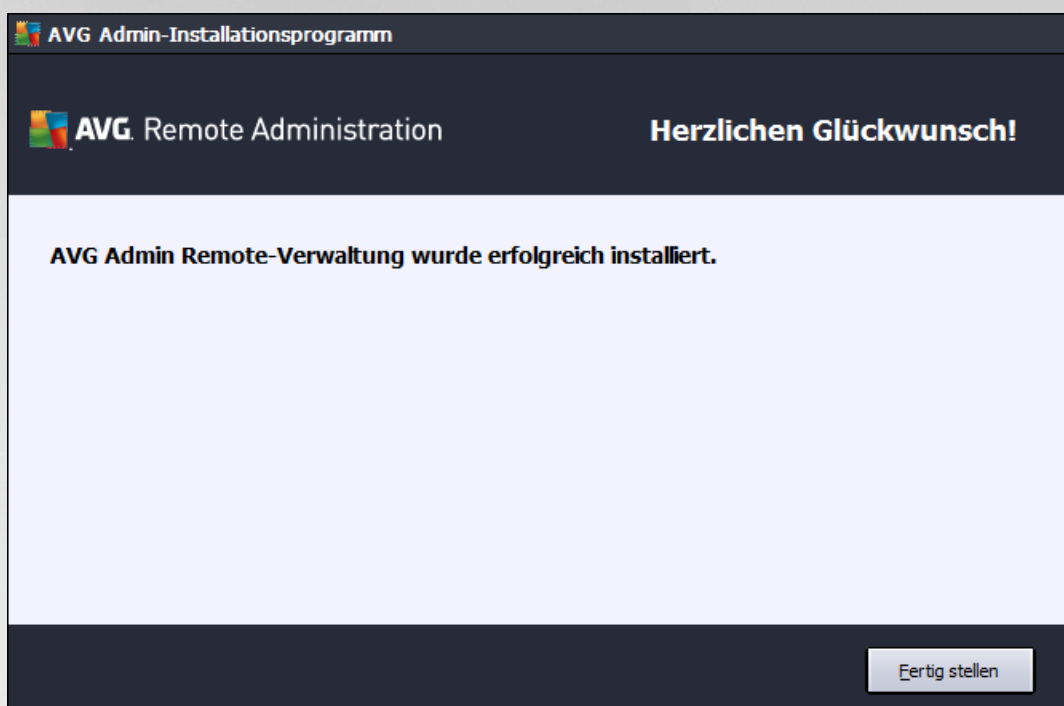 AVG Admin-Installationsprogramm
AVG. Remote Administration
Herzlichen Glückwunsch!
AVG Admin Remote-Verwaltung wurde erfolgreich installiert.
Fertig stellen